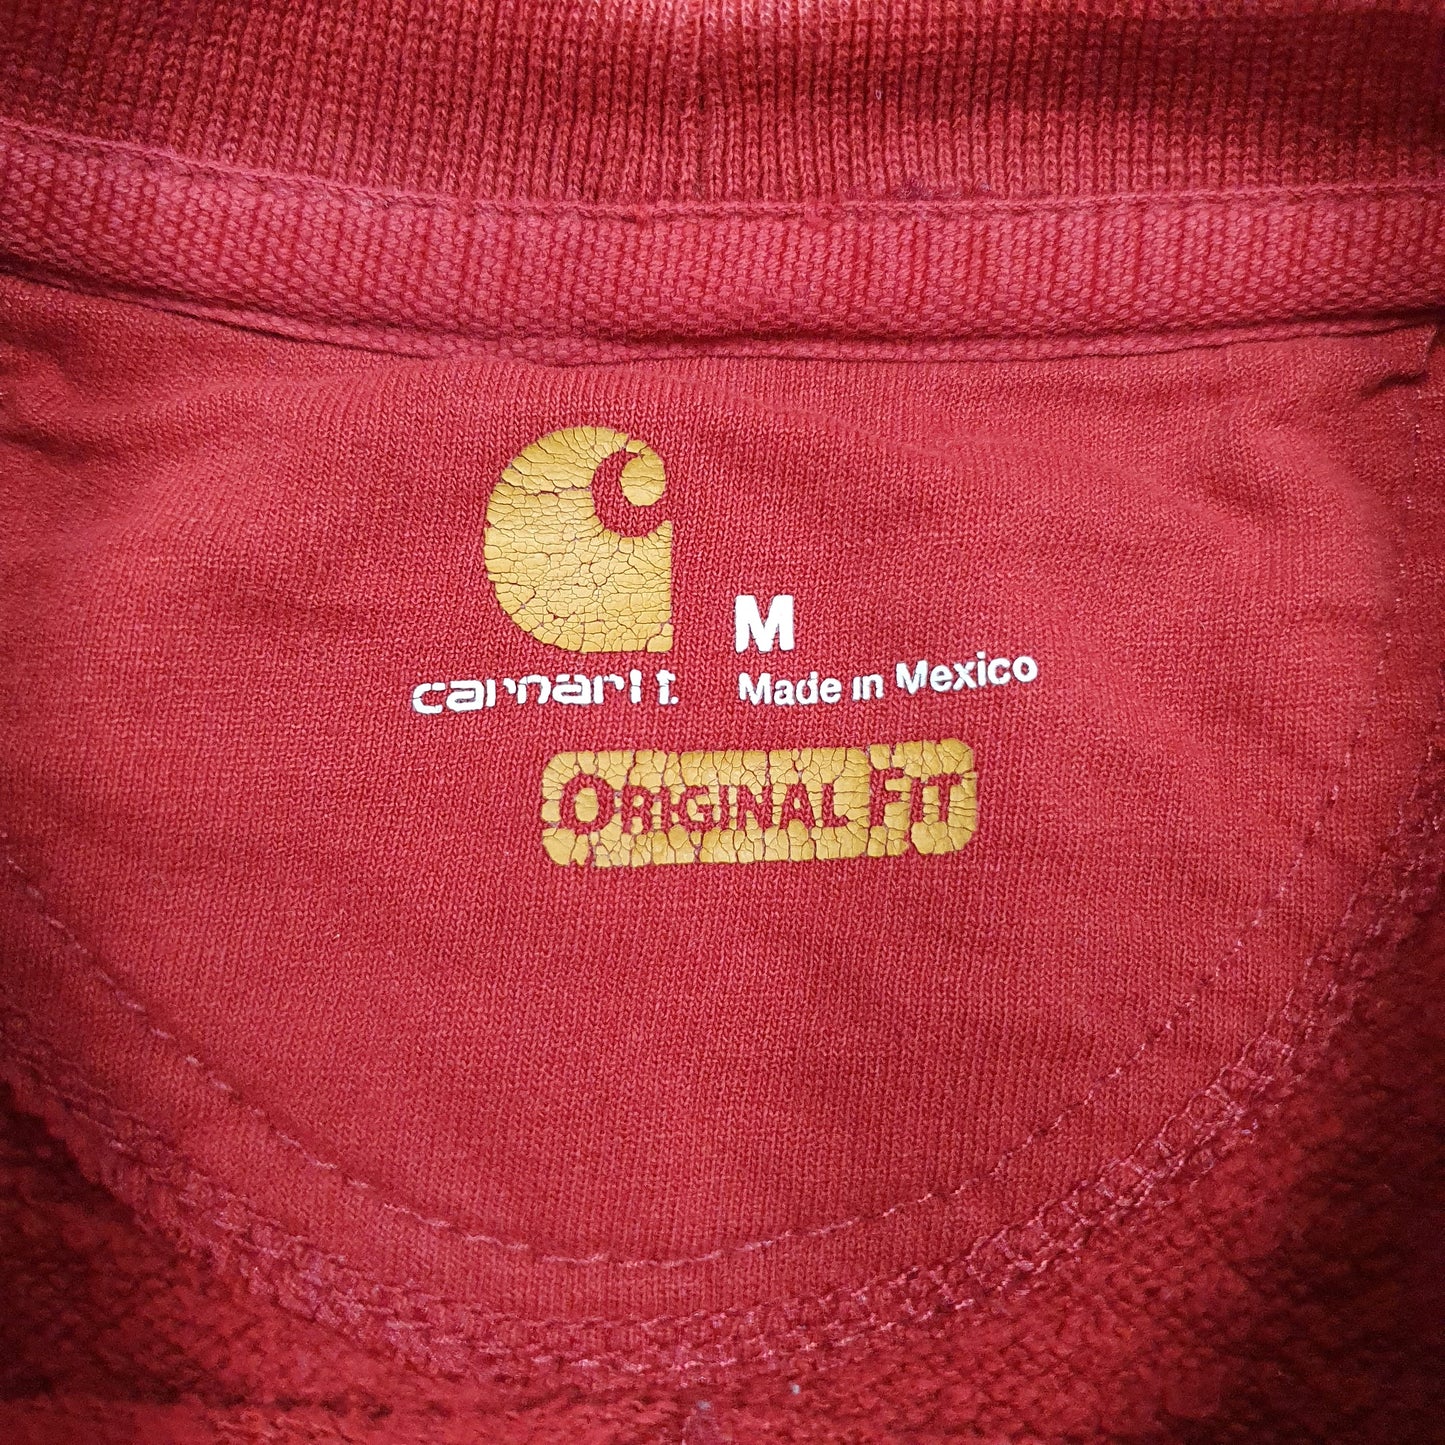 carhartt.
M
Made in Mexico
ORIGINAL FIT